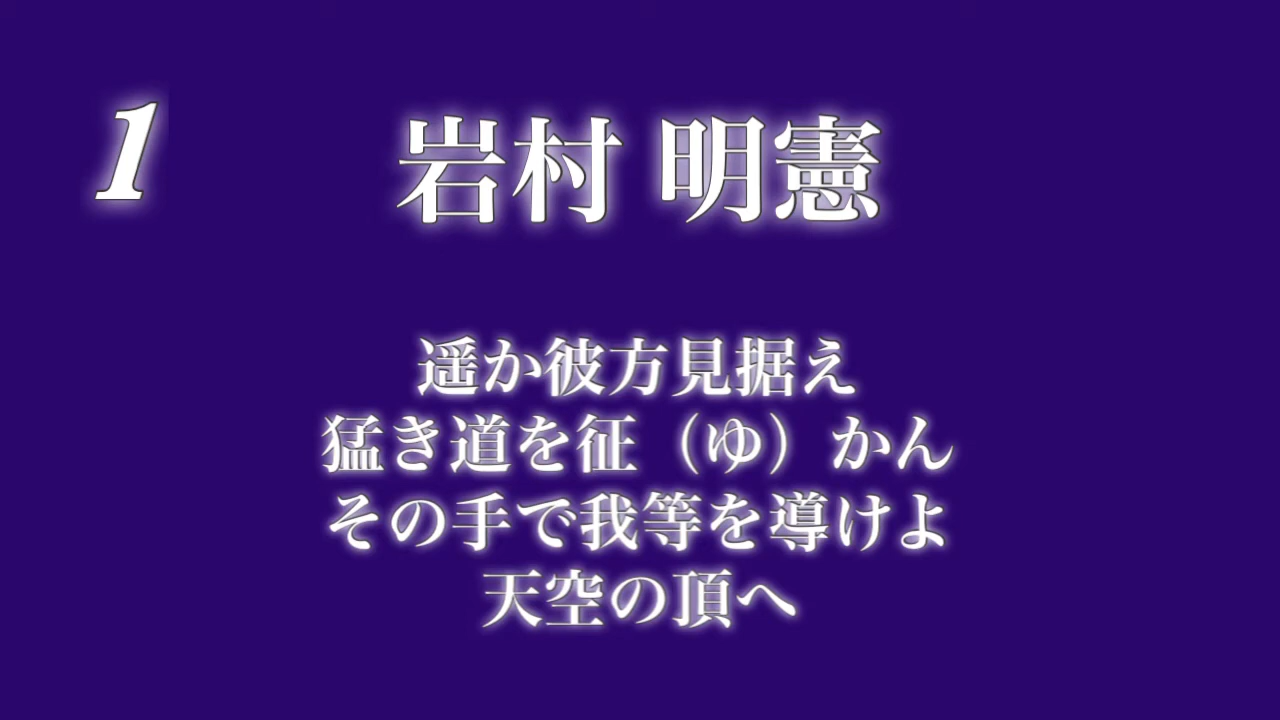 1
岩村 明憲
遥か彼方見据え
猛き道を征（ゆ）かん
その手で我等を導けよ
天空の頂へ